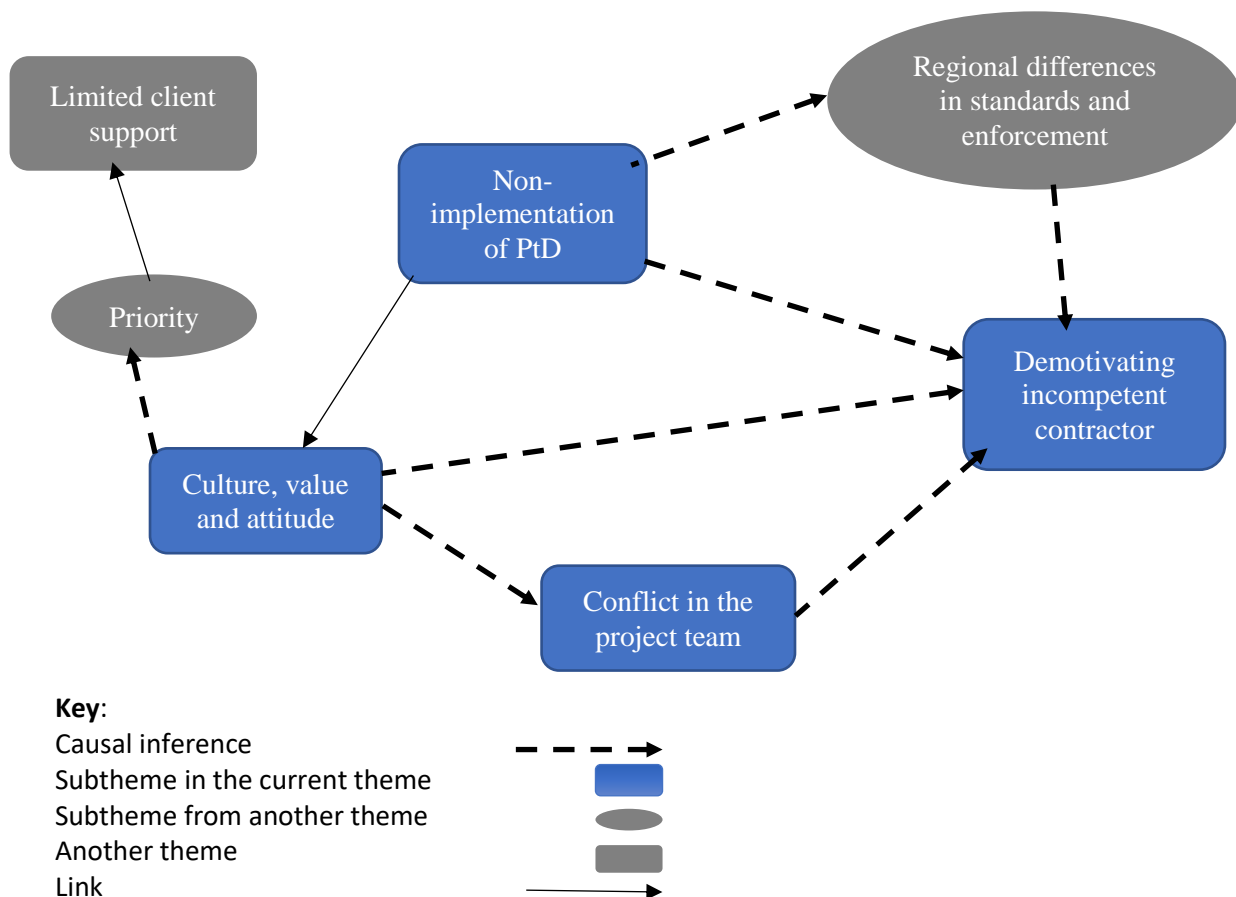 Limited client
support
Regional differences
in standards and
enforcement
Non-
implementation
of PtD
Priority
Demotivating
incompetent
contractor
Culture, value
and attitude
Conflict in the
project team
Key:
Causal inference
Subtheme in the current theme
Subtheme from another theme
Another theme
Link